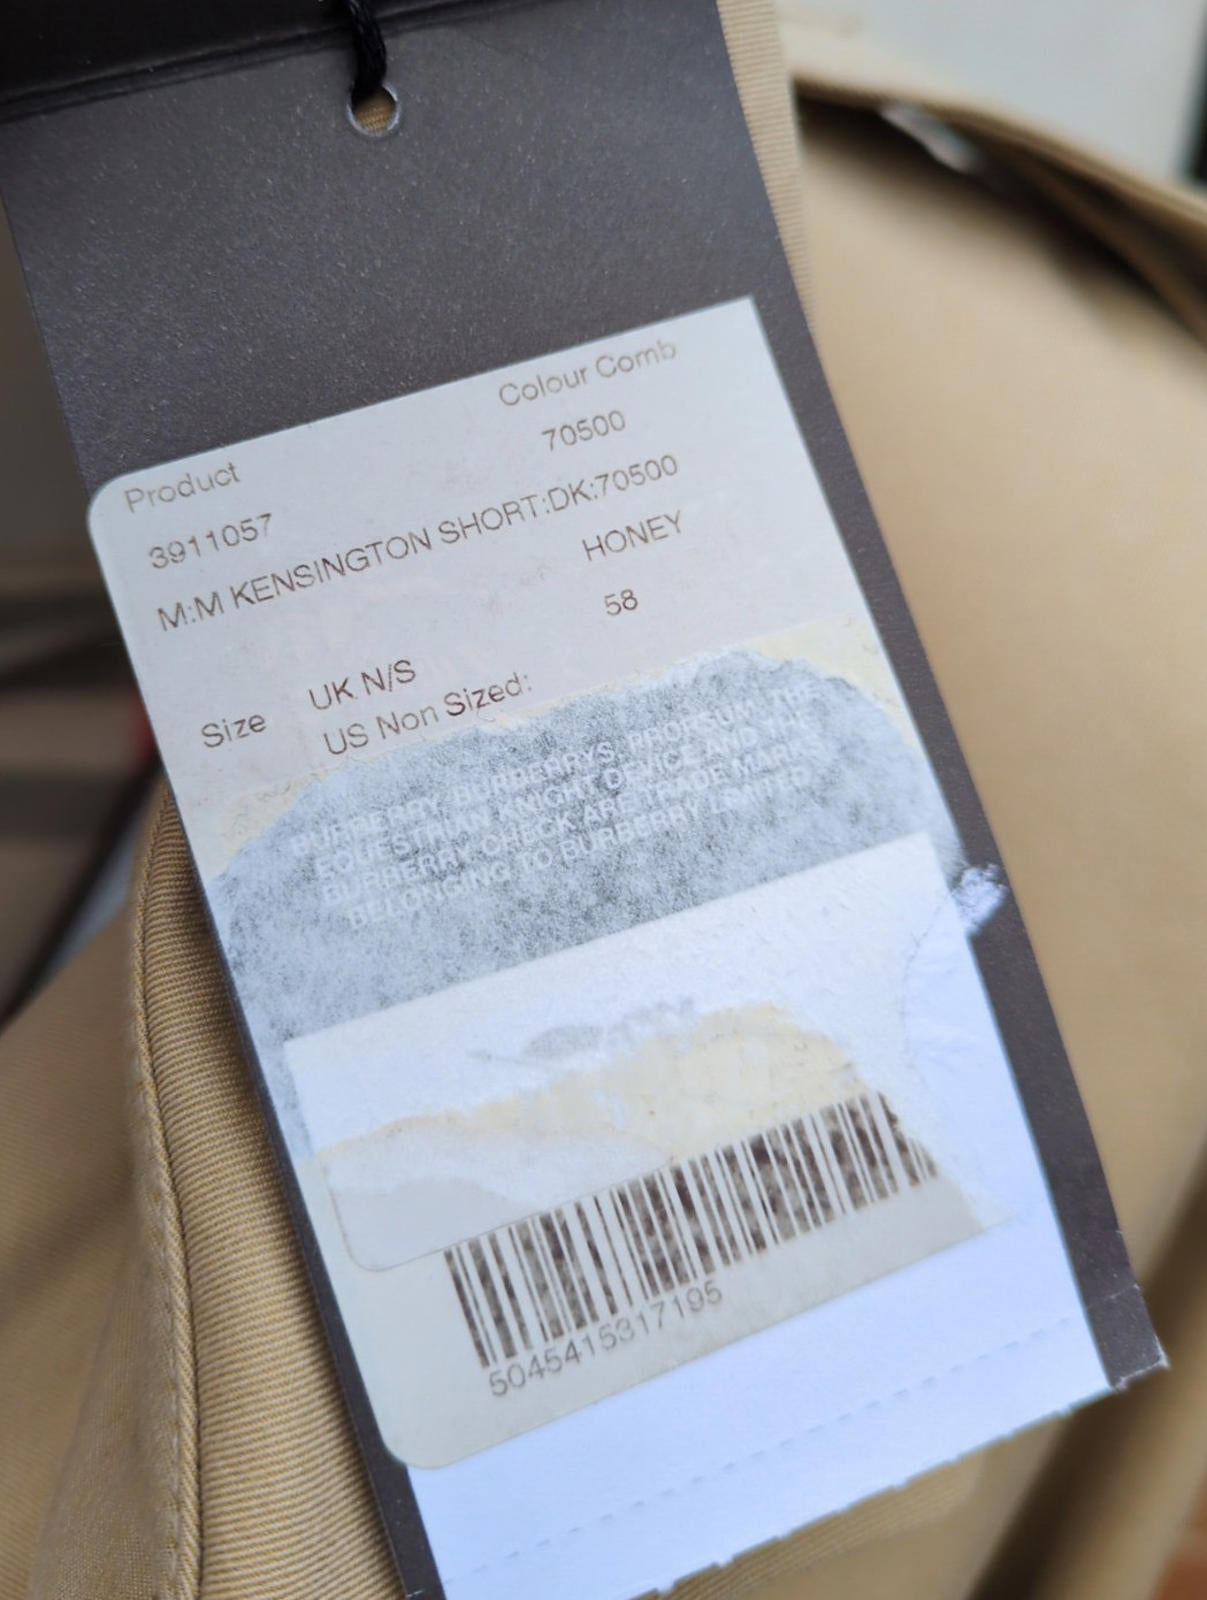 Colour Comb
Product
70500
3911057
M:M KENSINGTON SHORT:DK:70500
HONEY
58
Size
UK N/S
US Non Sized:
BURBERRY, BURBERRYS, PRORSUM, THE
EQUESTRIAN KNIGHT DEVICE AND THE
BURBERRY CHECK ARE TRADE MARKS
BELONGING TO BURBERRY LIMITED.
5045415317195